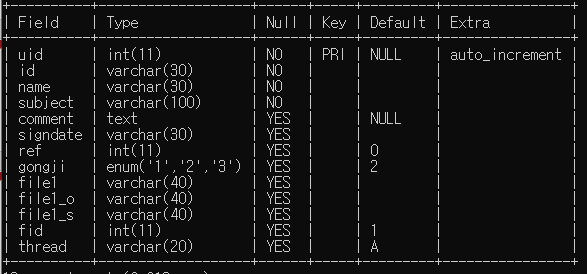 | Field | Type | Null | Key | Default | Extra |
| uid | int(11) | NO | PRI | NULL | auto_increment |
| id | varchar(30) | NO | | | |
| name | varchar(30) | NO | | | |
| subject | varchar(100) | NO | | | |
| comment | text | YES | | NULL | |
| signdate | varchar(30) | YES | | | |
| ref | int(11) | YES | | 0 | |
| gongji | enum('1','2','3') | YES | | 2 | |
| file1 | varchar(40) | YES | | | |
| file1_o | varchar(40) | YES | | | |
| file1_s | varchar(40) | YES | | | |
| fid | int(11) | YES | | 1 | |
| thread | varchar(20) | YES | | A | |